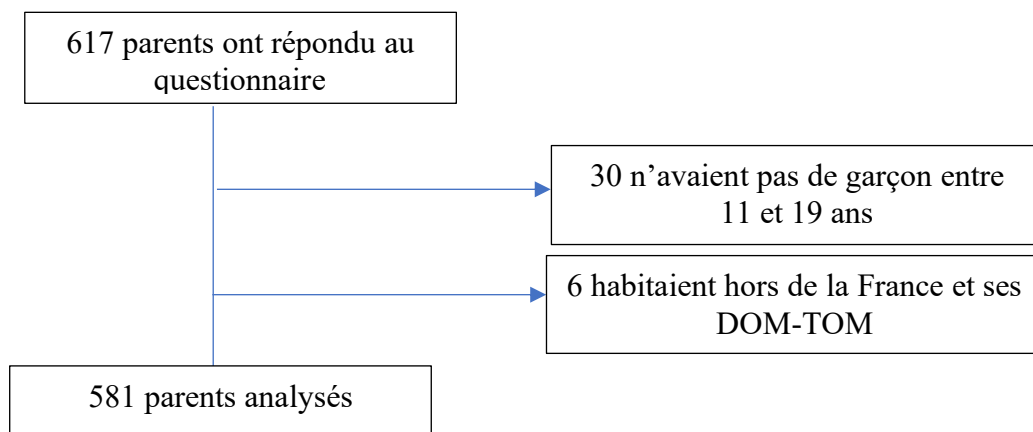 617 parents ont répondu au
questionnaire
30 n’avaient pas de garçon entre
11 et 19 ans
6 habitaient hors de la France et ses
DOM-TOM
581 parents analysés